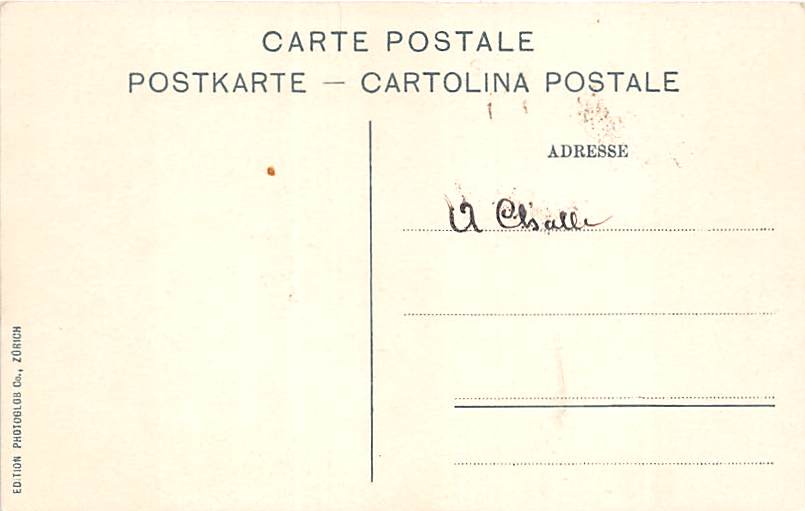 CARTE POSTALE
POSTKARTE — CARTOLINA POSTALE
ADRESSE
EDITION PHOTOGLOB Co., ZÜRICH